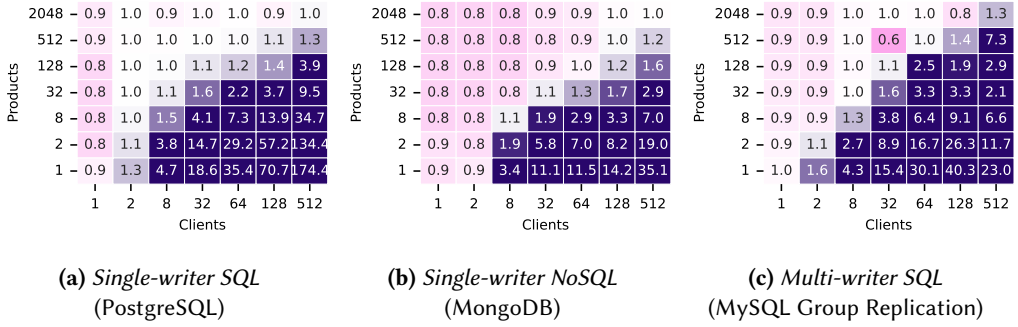 2048 0.9 1.0 1.0 0.9 1.0 0.9 1.0
512 0.9 1.0 1.0 1.0 1.0 1.1 1.3
128 0.8 1.0 1.0 1.1 1.2 1.4 3.9
32 0.8 1.0 1.1 1.6 2.2 3.7 9.5
8 0.8 1.0 1.5 4.1 7.3 13.9 34.7
2 0.8 1.1 3.8 14.7 29.2 57.2 134.4
1 0.9 1.3 4.7 18.6 35.4 70.7 174.4
1 2 8 32 64 128 512
Products
Clients
(a) Single-writer SQL
(PostgreSQL)
2048 0.8 0.8 0.8 0.9 0.9 1.0 1.0
512 0.8 0.8 0.8 0.8 0.9 1.0 1.2
128 0.8 0.8 0.8 0.9 1.0 1.2 1.6
32 0.8 0.8 0.8 1.1 1.3 1.7 2.9
8 0.8 0.8 1.1 1.9 2.9 3.3 7.0
2 0.8 0.8 1.9 5.8 7.0 8.2 19.0
1 0.9 0.9 3.4 11.1 11.5 14.2 35.1
1 2 8 32 64 128 512
Products
Clients
(b) Single-writer NoSQL
(MongoDB)
2048 0.9 0.9 1.0 1.0 1.0 0.8 1.3
512 0.9 0.9 1.0 0.6 1.0 1.4 7.3
128 0.9 0.9 1.0 1.1 2.5 1.9 2.9
32 0.9 0.9 1.0 1.6 3.3 3.3 2.1
8 0.9 0.9 1.3 3.8 6.4 9.1 6.6
2 0.9 1.1 2.7 8.9 16.7 26.3 11.7
1 1.0 1.6 4.3 15.4 30.1 40.3 23.0
1 2 8 32 64 128 512
Products
Clients
(c) Multi-writer SQL
(MySQL Group Replication)